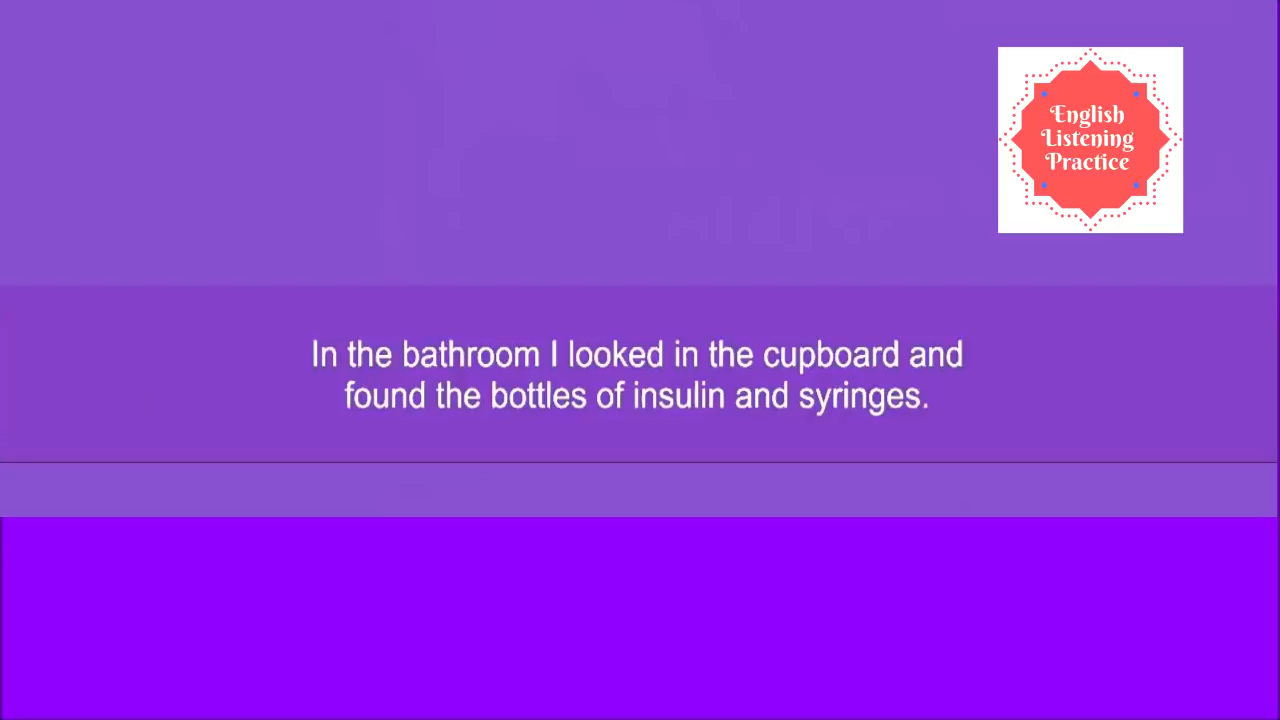 English
Listening
Practice
In the bathroom I looked in the cupboard and
found the bottles of insulin and syringes.